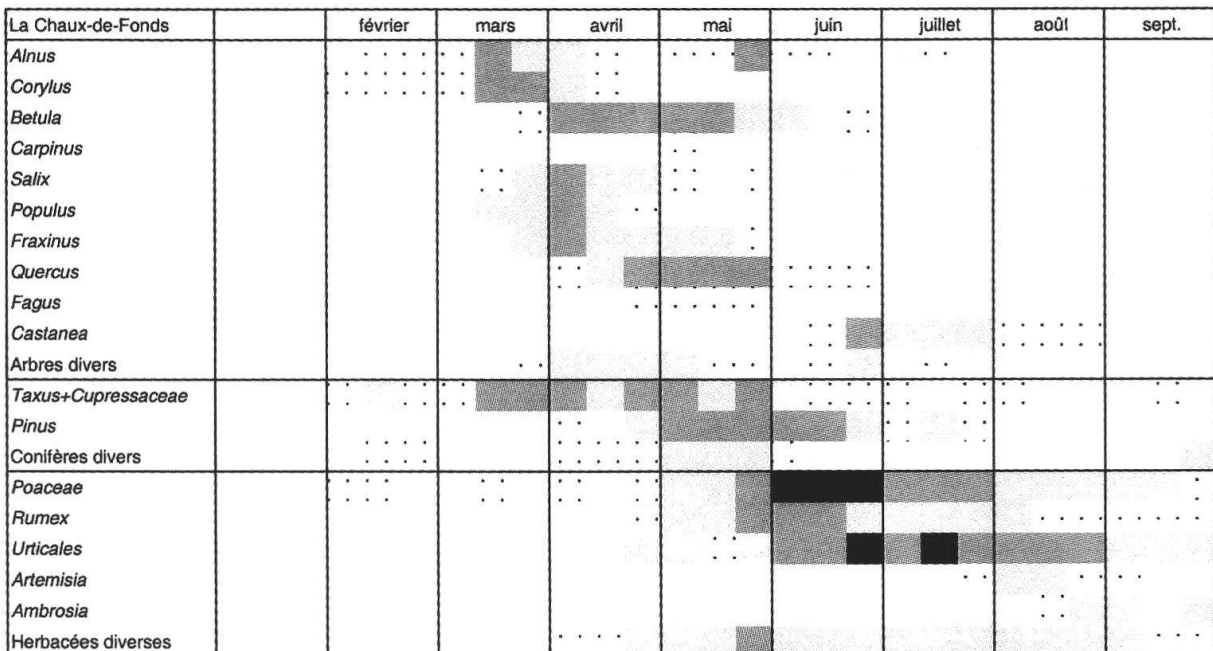 La Chaux-de-Fonds février mars avril mai juin juillet août sept.
Alnus
Corylus
Betula
Carpinus
Salix
Populus
Fraxinus
Quercus
Fagus
Castanea
Arbres divers
Taxus+Cupressaceae
Pinus
Conifères divers
Poaceae
Rumex
Urticales
Artemisia
Ambrosia
Herbacées diverses